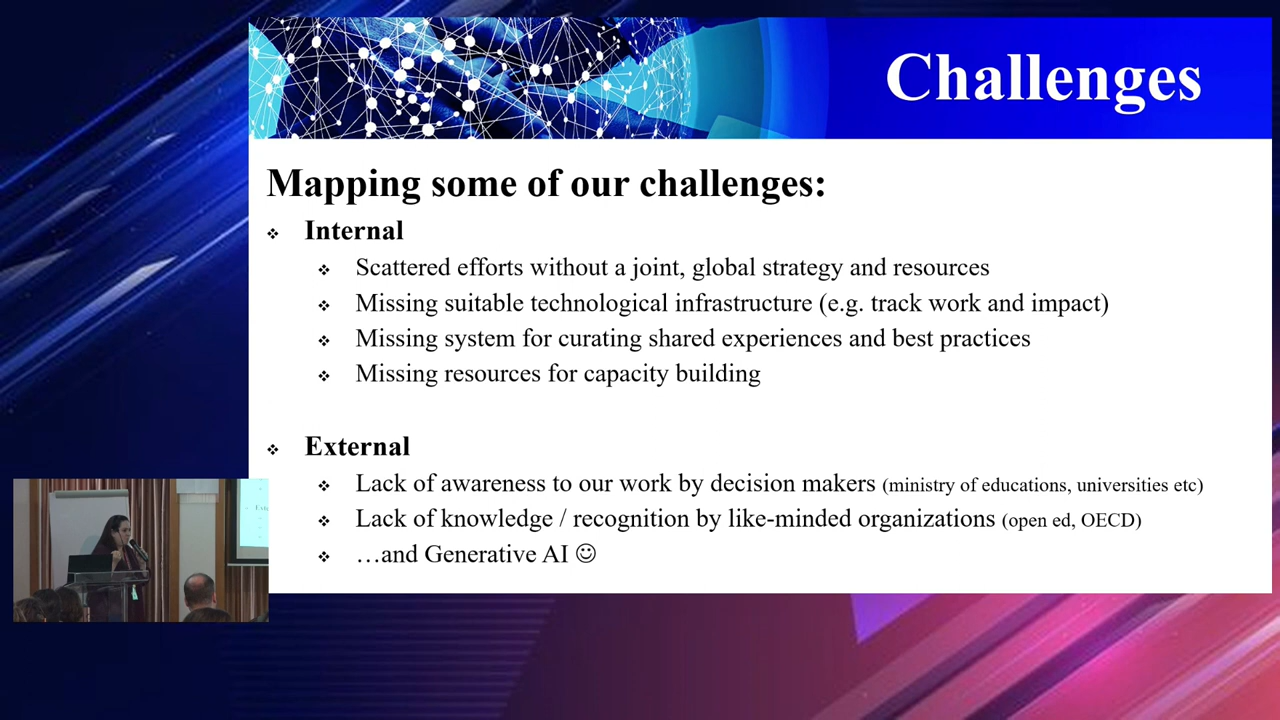 Challenges
Mapping some of our challenges:
❖ Internal
❖ Scattered efforts without a joint, global strategy and resources
❖ Missing suitable technological infrastructure (e.g. track work and impact)
❖ Missing system for curating shared experiences and best practices
❖ Missing resources for capacity building
❖ External
❖ Lack of awareness to our work by decision makers (ministry of educations, universities etc)
❖ Lack of knowledge / recognition by like-minded organizations (open ed, OECD)
❖ …and Generative AI ☺